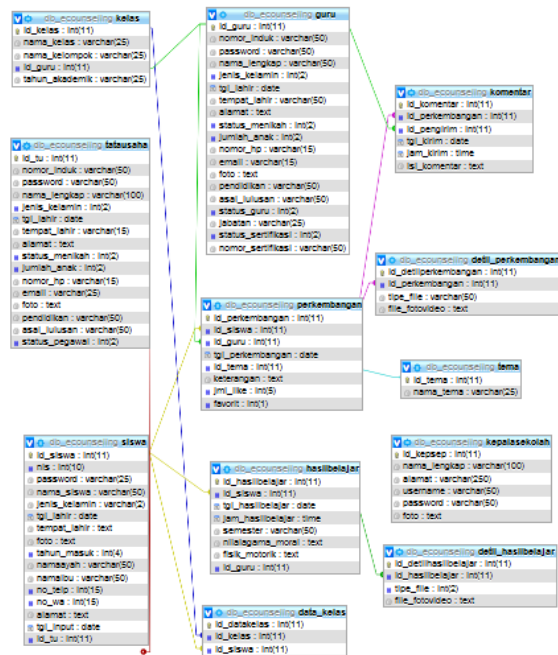 db_ecounseling kelas
id_kelas : int(11)
nama_kelas : varchar(25)
nama_kelompok : varchar(25)
id_guru : int(11)
tahun_akademik : varchar(25)
db_ecounseling guru
id_guru : int(11)
nomor_induk : varchar(50)
password : varchar(50)
nama_lengkap : varchar(50)
jenis_kelamin : int(2)
tgl_lahir : date
tempat_lahir : varchar(50)
alamat : text
status_menikah : int(2)
jumlah_anak : int(2)
nomor_hp : varchar(15)
email : varchar(15)
foto : text
pendidikan : varchar(50)
asal_lulusan : varchar(50)
status_guru : int(2)
jabatan : varchar(25)
status_sertifikasi : int(2)
nomor_sertifikasi : varchar(50)
db_ecounseling komentar
id_komentar : int(11)
id_perkembangan : int(11)
id_pengirim : int(11)
tgl_kirim : date
jam_kirim : time
isi_komentar : text
db_ecounseling tatausaha
id_tu : int(11)
nomor_induk : varchar(50)
password : varchar(50)
nama_lengkap : varchar(100)
jenis_kelamin : int(2)
tgl_lahir : date
tempat_lahir : varchar(15)
alamat : text
status_menikah : int(2)
jumlah_anak : int(2)
nomor_hp : varchar(15)
email : varchar(25)
foto : text
pendidikan : varchar(50)
asal_lulusan : varchar(50)
status_pegawai : int(2)
db_ecounseling detil_perkembangan
id_detilperkembangan : int(11)
id_perkembangan : int(11)
tipe_file : varchar(50)
file_fotovideo : text
db_ecounseling perkembangan
id_perkembangan : int(11)
id_siswa : int(11)
id_guru : int(11)
tgl_perkembangan : date
id_tema : int(11)
keterangan : text
jml_like : int(5)
favorit : int(1)
db_ecounseling tema
id_tema : int(11)
nama_tema : varchar(25)
db_ecounseling siswa
id_siswa : int(11)
nis : int(10)
password : varchar(25)
nama_siswa : varchar(50)
jenis_kelamin : varchar(2)
tgl_lahir : date
tempat_lahir : text
foto : text
tahun_masuk : int(4)
namaayah : varchar(50)
namaibu : varchar(50)
no_telp : int(15)
no_wa : int(15)
alamat : text
tgl_input : date
id_tu : int(11)
db_ecounseling hasilbelajar
id_hasilbelajar : int(11)
id_siswa : int(11)
tgl_hasilbelajar : date
jam_hasilbelajar : time
semester : varchar(50)
nilaiagama_moral : text
fisik_motorik : text
id_guru : int(11)
db_ecounseling kepalasekolah
id_kepsep : int(11)
nama_lengkap : varchar(100)
alamat : varchar(250)
username : varchar(50)
password : varchar(50)
foto : text
db_ecounseling detil_hasilbelajar
id_detilhasilbelajar : int(11)
id_hasilbelajar : int(11)
tipe_file : int(2)
file_fotovideo : text
db_ecounseling data_kelas
id_datakelas : int(11)
id_kelas : int(11)
id_siswa : int(11)